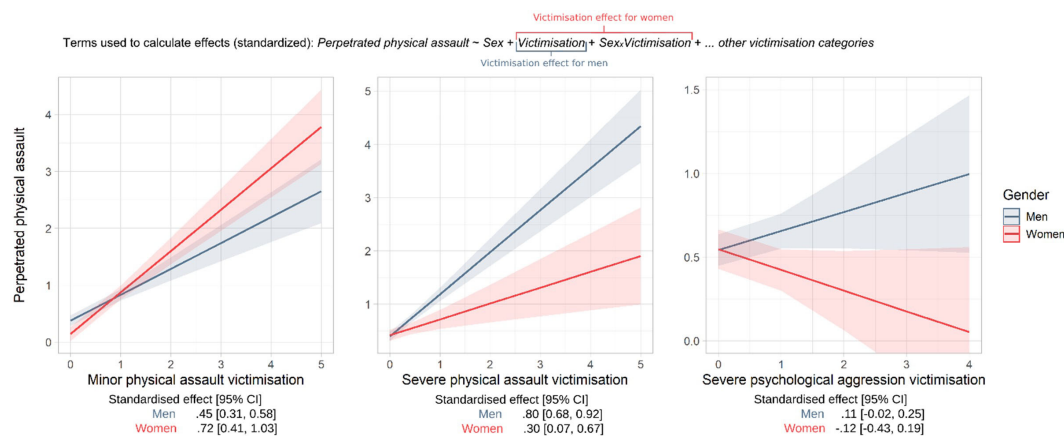 Victimisation effect for women
Terms used to calculate effects (standardized): Perpetrated physical assault ~ Sex + Victimisation + SexxVictimisation + ... other victimisation categories
Victimisation effect for men
Perpetrated physical assault
4
3
2
1
0
0 1 2 3 4 5
Minor physical assault victimisation
Standardised effect [95% CI]
Men .45 [0.31, 0.58]
Women .72 [0.41, 1.03]
5
4
3
2
1
0 1 2 3 4 5
Severe physical assault victimisation
Standardised effect [95% CI]
Men .80 [0.68, 0.92]
Women .30 [0.07, 0.67]
1.5
1.0
0.5
0.0
0 1 2 3 4
Severe psychological aggression victimisation
Standardised effect [95% CI]
Men .11 [-0.02, 0.25]
Women -.12 [-0.43, 0.19]
Gender
Men
Women